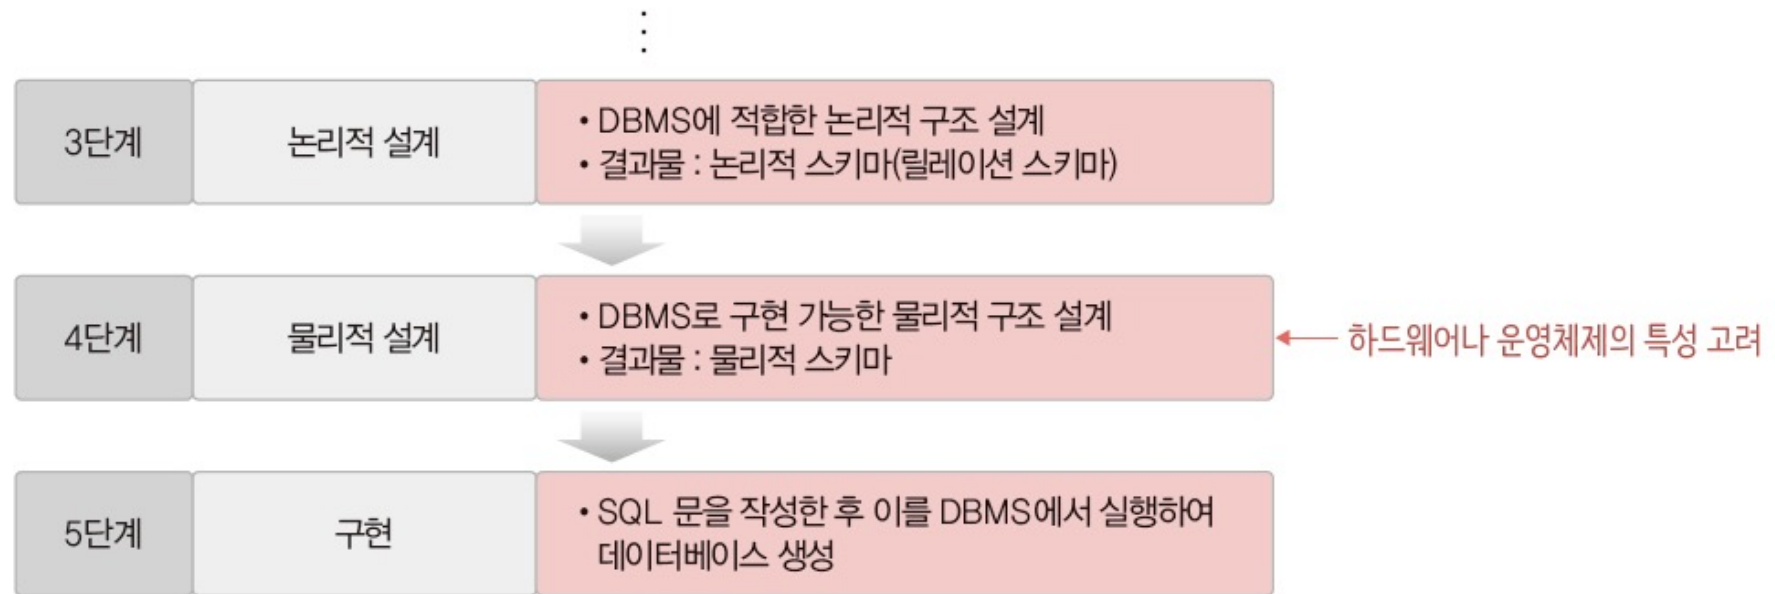 ⋮
3단계
논리적 설계
• DBMS에 적합한 논리적 구조 설계
• 결과물 : 논리적 스키마(릴레이션 스키마)
4단계
물리적 설계
• DBMS로 구현 가능한 물리적 구조 설계
• 결과물 : 물리적 스키마
하드웨어나 운영체제의 특성 고려
5단계
구현
• SQL 문을 작성한 후 이를 DBMS에서 실행하여
데이터베이스 생성